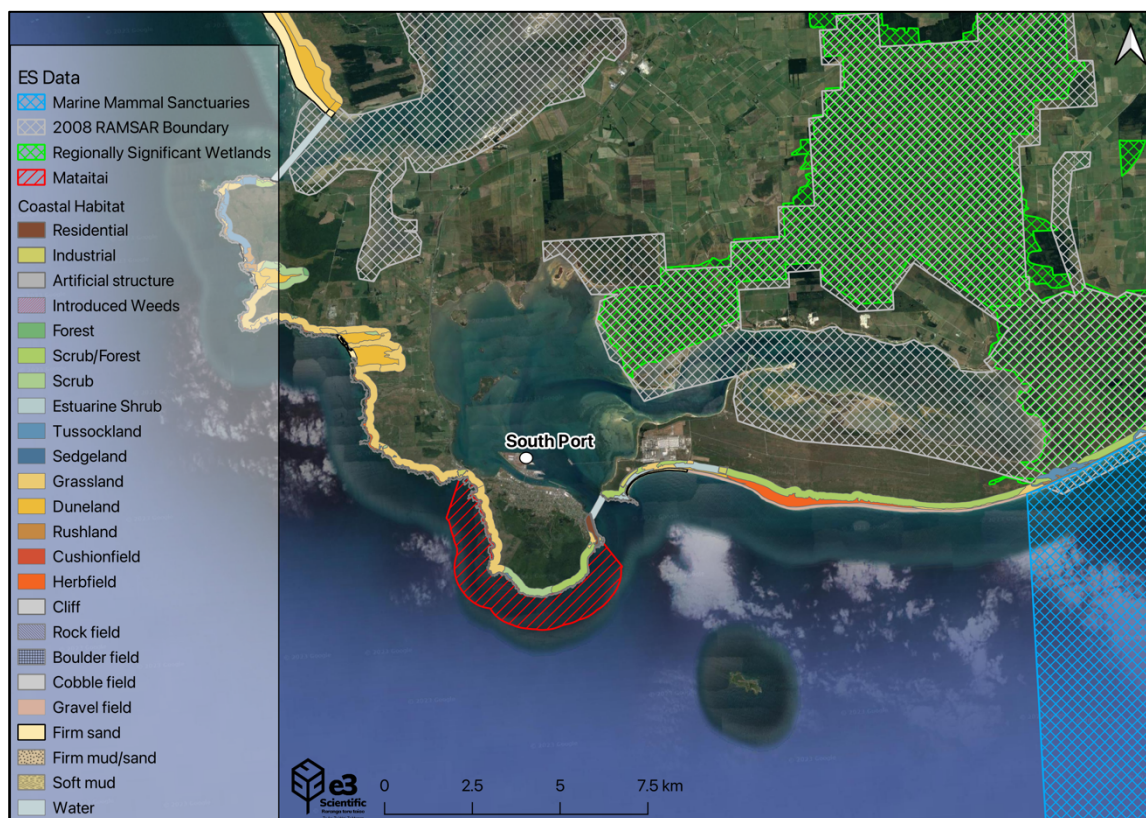 ES Data
Marine Mammal Sanctuaries
2008 RAMSAR Boundary
Regionally Significant Wetlands
Mataitai
Coastal Habitat
Residential
Industrial
Artificial structure
Introduced Weeds
Forest
Scrub/Forest
Scrub
Estuarine Shrub
Tussockland
Sedgeland
Grassland
Duneland
Rushland
Cushionfield
Herbfield
Cliff
Rock field
Boulder field
Cobble field
Gravel field
Firm sand
Firm mud/sand
Soft mud
Water
South Port
e3
Scientific
0 2.5 5 7.5 km